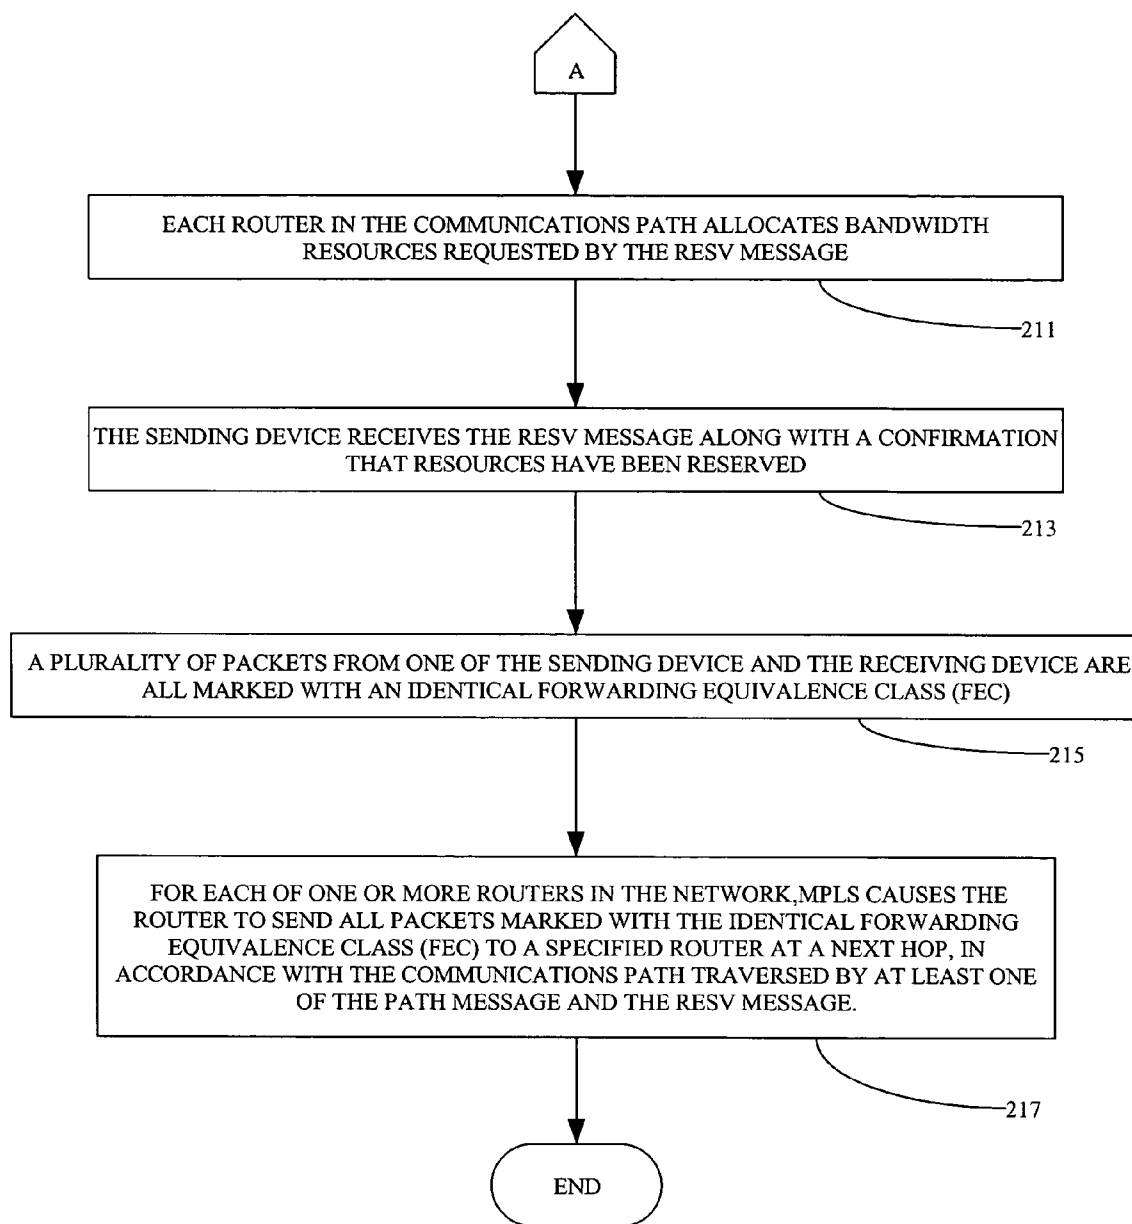 A
EACH ROUTER IN THE COMMUNICATIONS PATH ALLOCATES BANDWIDTH
RESOURCES REQUESTED BY THE RESV MESSAGE
211
THE SENDING DEVICE RECEIVES THE RESV MESSAGE ALONG WITH A CONFIRMATION
THAT RESOURCES HAVE BEEN RESERVED
213
A PLURALITY OF PACKETS FROM ONE OF THE SENDING DEVICE AND THE RECEIVING DEVICE ARE
ALL MARKED WITH AN IDENTICAL FORWARDING EQUIVALENCE CLASS (FEC)
215
FOR EACH OF ONE OR MORE ROUTERS IN THE NETWORK,MPLS CAUSES THE
ROUTER TO SEND ALL PACKETS MARKED WITH THE IDENTICAL FORWARDING
EQUIVALENCE CLASS (FEC) TO A SPECIFIED ROUTER AT A NEXT HOP, IN
ACCORDANCE WITH THE COMMUNICATIONS PATH TRAVERSED BY AT LEAST ONE
OF THE PATH MESSAGE AND THE RESV MESSAGE.
217
END